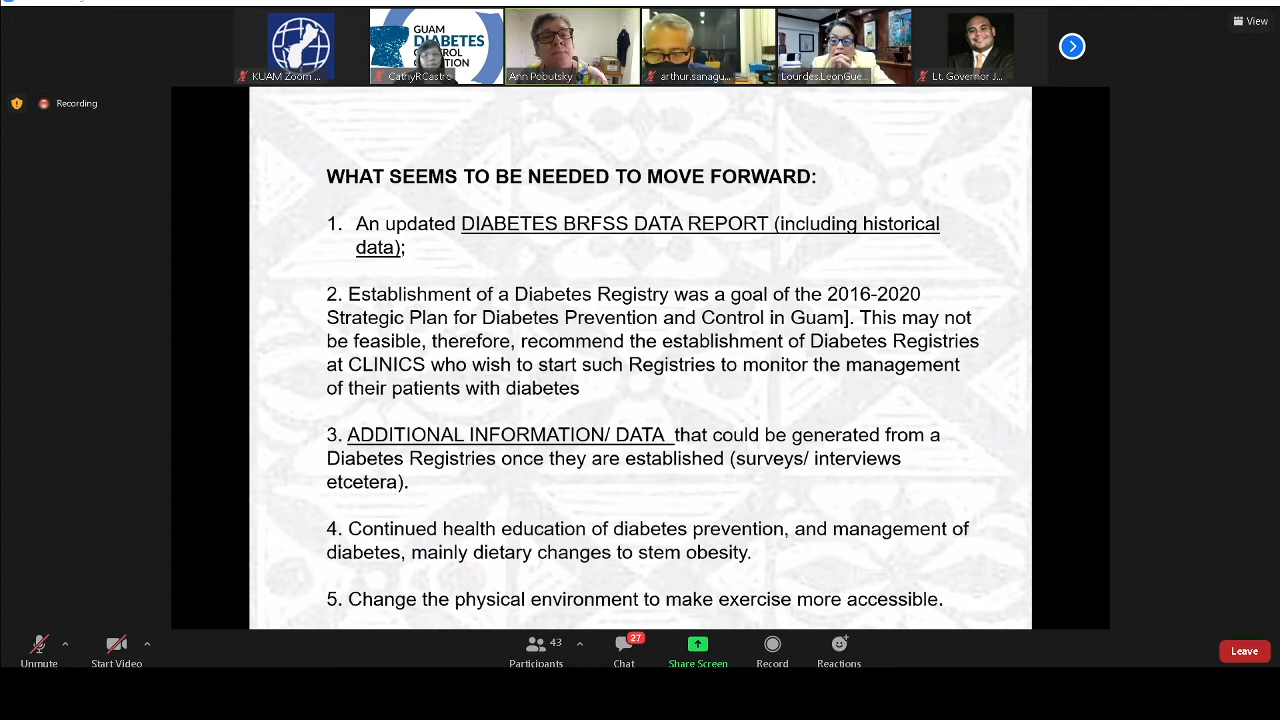 View
GUAM
DIABETES
KUAM Zoom ...
CathyRCastro
Ann Pobutsky
arthur.sanagu...
Lourdes.LeonGue...
Lt. Governor J...
Recording
WHAT SEEMS TO BE NEEDED TO MOVE FORWARD:
1. An updated DIABETES BRFSS DATA REPORT (including historical
data);
2. Establishment of a Diabetes Registry was a goal of the 2016-2020
Strategic Plan for Diabetes Prevention and Control in Guam]. This may not
be feasible, therefore, recommend the establishment of Diabetes Registries
at CLINICS who wish to start such Registries to monitor the management
of their patients with diabetes
3. ADDITIONAL INFORMATION/ DATA that could be generated from a
Diabetes Registries once they are established (surveys/ interviews
etcetera).
4. Continued health education of diabetes prevention, and management of
diabetes, mainly dietary changes to stem obesity.
5. Change the physical environment to make exercise more accessible.
43
27
Unmute
Start Video
Participants
Chat
Share Screen
Record
Reactions
Leave